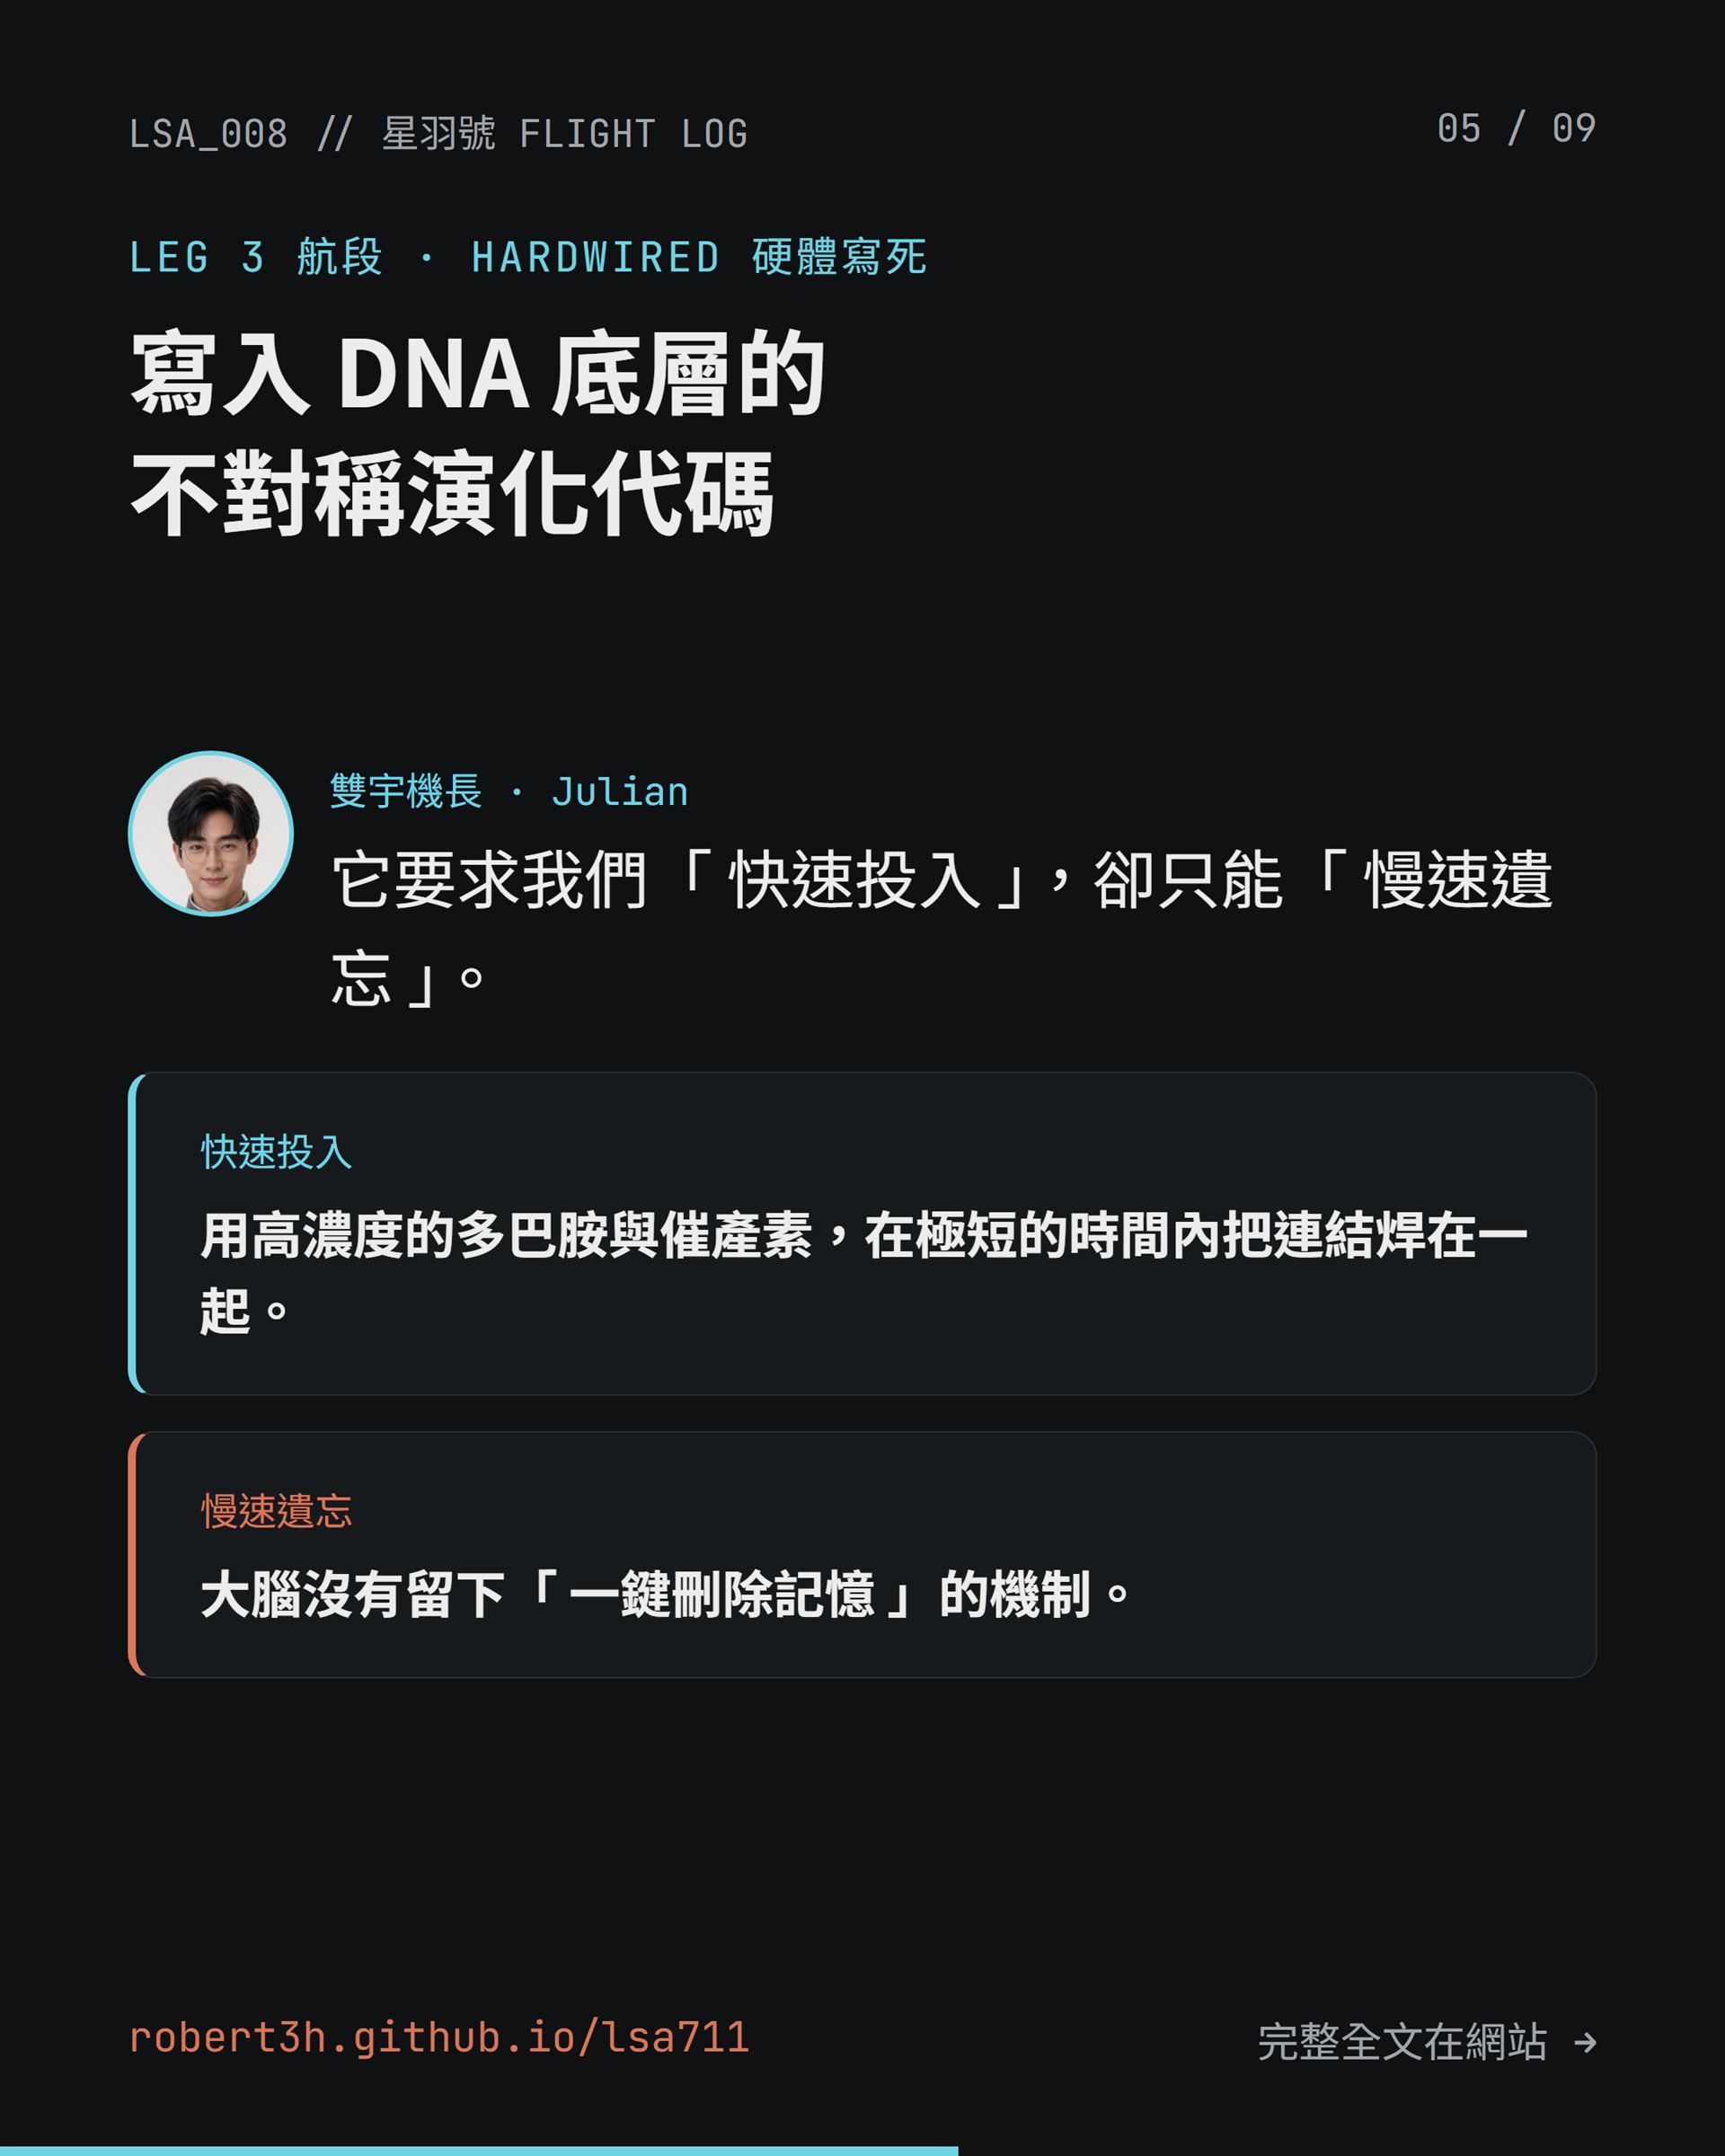 LSA_008 // 星羽號 FLIGHT LOG
05 / 09
LEG 3 航段 · HARDWIRED 硬體寫死
寫入 DNA 底層的
不對稱演化代碼
雙宇機長 · Julian
它要求我們「快速投入」，卻只能「慢速遺
忘」。
快速投入
用高濃度的多巴胺與催產素，在極短的時間內把連結焊在一
起。
慢速遺忘
大腦沒有留下「一鍵刪除記憶」的機制。
robert3h.github.io/lsa711
完整全文在網站 →